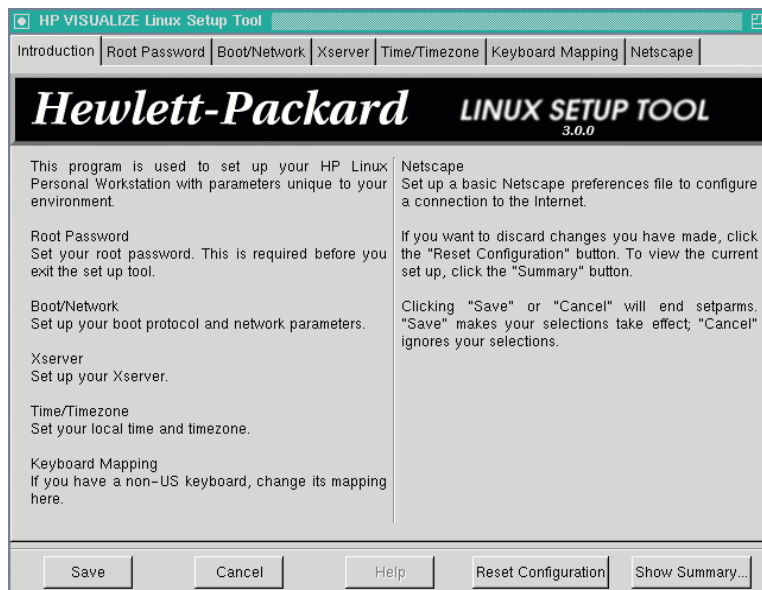 HP VISUALIZE Linux Setup Tool
Introduction Root Password Boot/Network Xserver Time/Timezone Keyboard Mapping Netscape
Hewlett-Packard LINUX SETUP TOOL
3.0.0
This program is used to set up your HP Linux
Personal Workstation with parameters unique to your
environment.
Root Password
Set your root password. This is required before you
exit the set up tool.
Boot/Network
Set up your boot protocol and network parameters.
Xserver
Set up your Xserver.
Time/Timezone
Set your local time and timezone.
Keyboard Mapping
If you have a non-US keyboard, change its mapping
here.
Netscape
Set up a basic Netscape preferences file to configure
a connection to the Internet.
If you want to discard changes you have made, click
the "Reset Configuration" button. To view the current
set up, click the "Summary" button.
Clicking "Save" or "Cancel" will end setparms.
"Save" makes your selections take effect; "Cancel"
ignores your selections.
Save Cancel Help Reset Configuration Show Summary...